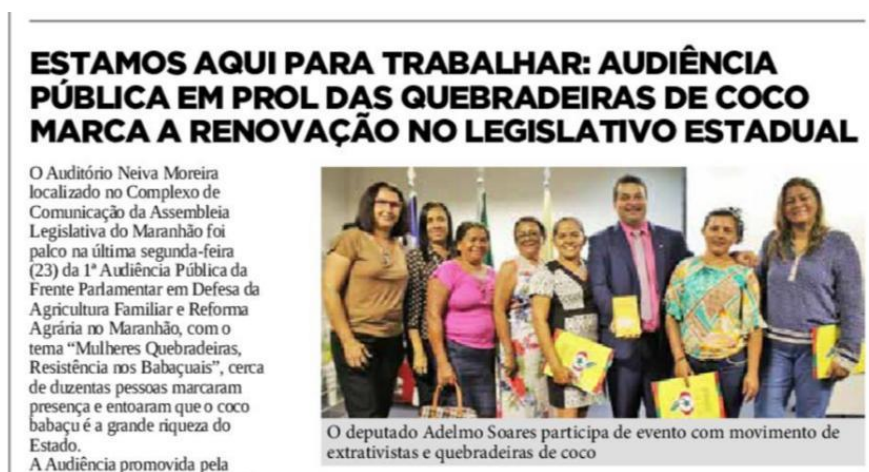 ESTAMOS AQUI PARA TRABALHAR: AUDIÊNCIA
PÚBLICA EM PROL DAS QUEBRADEIRAS DE COCO
MARCA A RENOVAÇÃO NO LEGISLATIVO ESTADUAL
O Auditório Neiva Moreira
localizado no Complexo de
Comunicação da Assembleia
Legislativa do Maranhão foi
palco na última segunda-feira
(23) da 1ª Audiência Pública da
Frente Parlamentar em Defesa da
Agricultura Familiar e Reforma
Agrária no Maranhão, com o
tema “Mulheres Quebradeiras,
Resistência nos Babaçuais”, cerca
de duzentas pessoas marcaram
presença e entoaram que o coco
babaçu é a grande riqueza do
Estado.
A Audiência promovida pela
O deputado Adelmo Soares participa de evento com movimento de
extrativistas e quebradeiras de coco